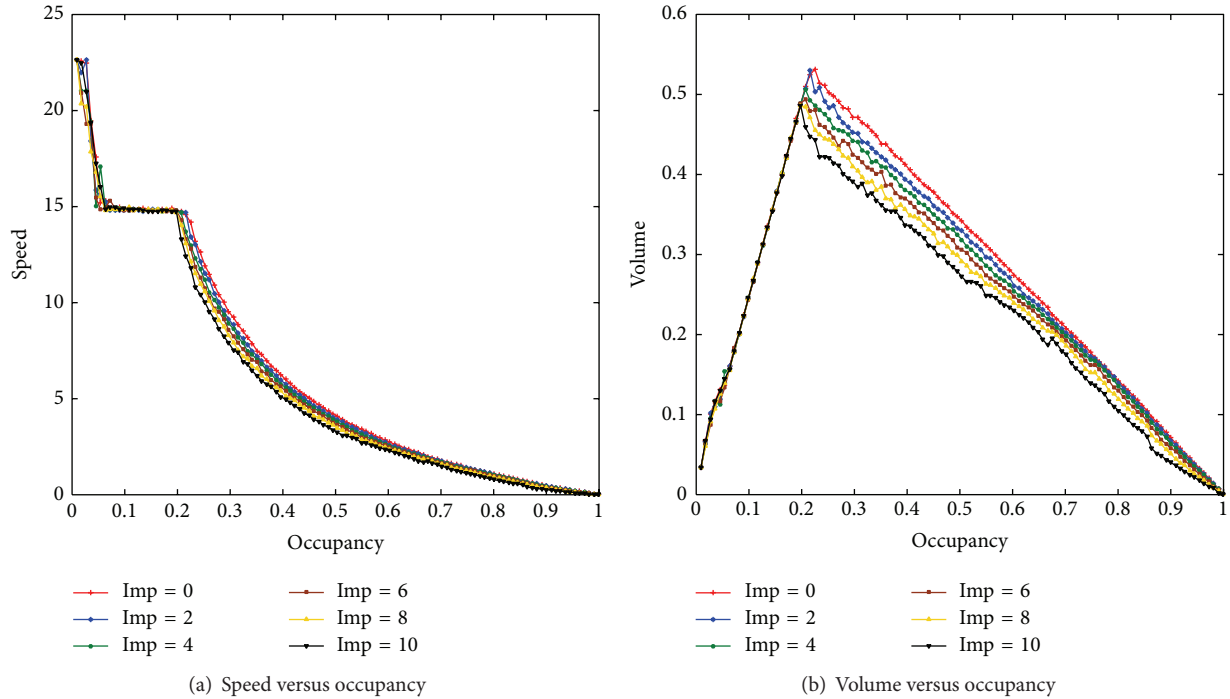 25
20
15
10
5
0
Speed
0 0.1 0.2 0.3 0.4 0.5 0.6 0.7 0.8 0.9 1
Occupancy
Imp = 0
Imp = 2
Imp = 4
Imp = 6
Imp = 8
Imp = 10
(a) Speed versus occupancy
0.6
0.5
0.4
0.3
0.2
0.1
0
Volume
0 0.1 0.2 0.3 0.4 0.5 0.6 0.7 0.8 0.9 1
Occupancy
Imp = 0
Imp = 2
Imp = 4
Imp = 6
Imp = 8
Imp = 10
(b) Volume versus occupancy